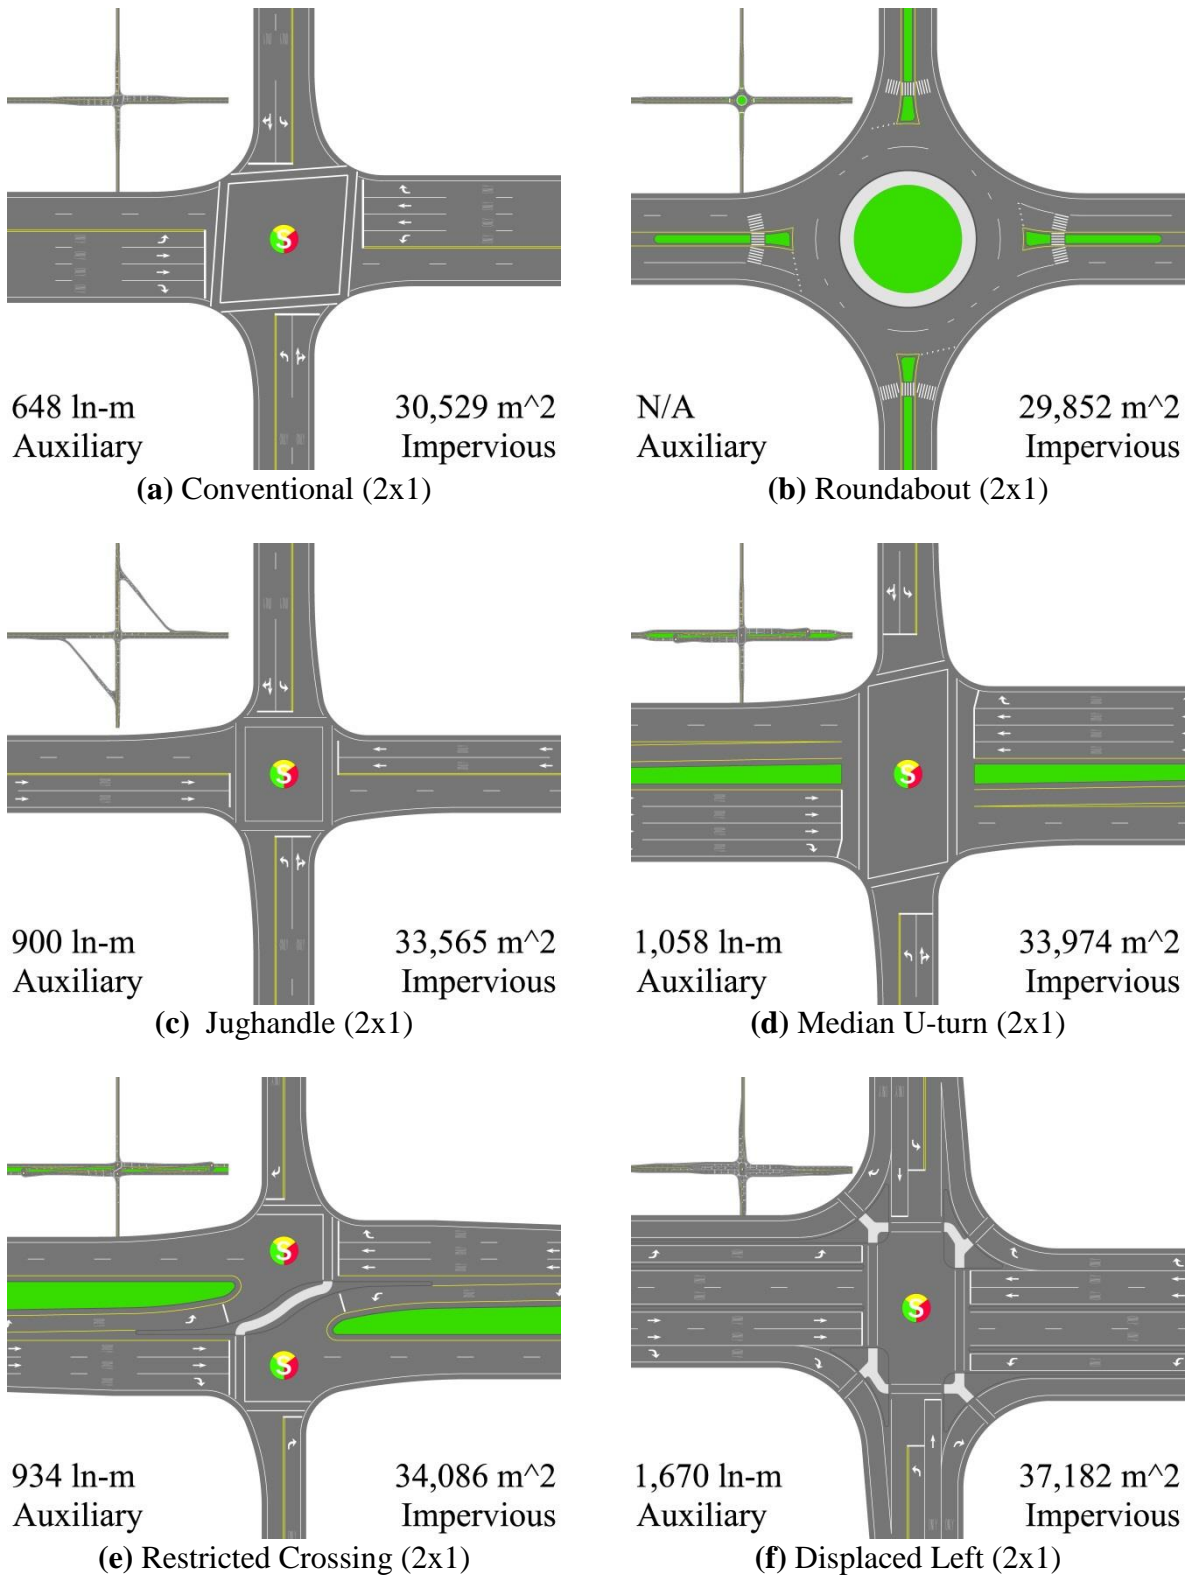 S
648 ln-m
Auxiliary
30,529 m^2
Impervious
(a) Conventional (2x1)
N/A
Auxiliary
29,852 m^2
Impervious
(b) Roundabout (2x1)
S
900 ln-m
Auxiliary
33,565 m^2
Impervious
(c) Jughandle (2x1)
S
1,058 ln-m
Auxiliary
33,974 m^2
Impervious
(d) Median U-turn (2x1)
S
S
934 ln-m
Auxiliary
34,086 m^2
Impervious
(e) Restricted Crossing (2x1)
S
1,670 ln-m
Auxiliary
37,182 m^2
Impervious
(f) Displaced Left (2x1)